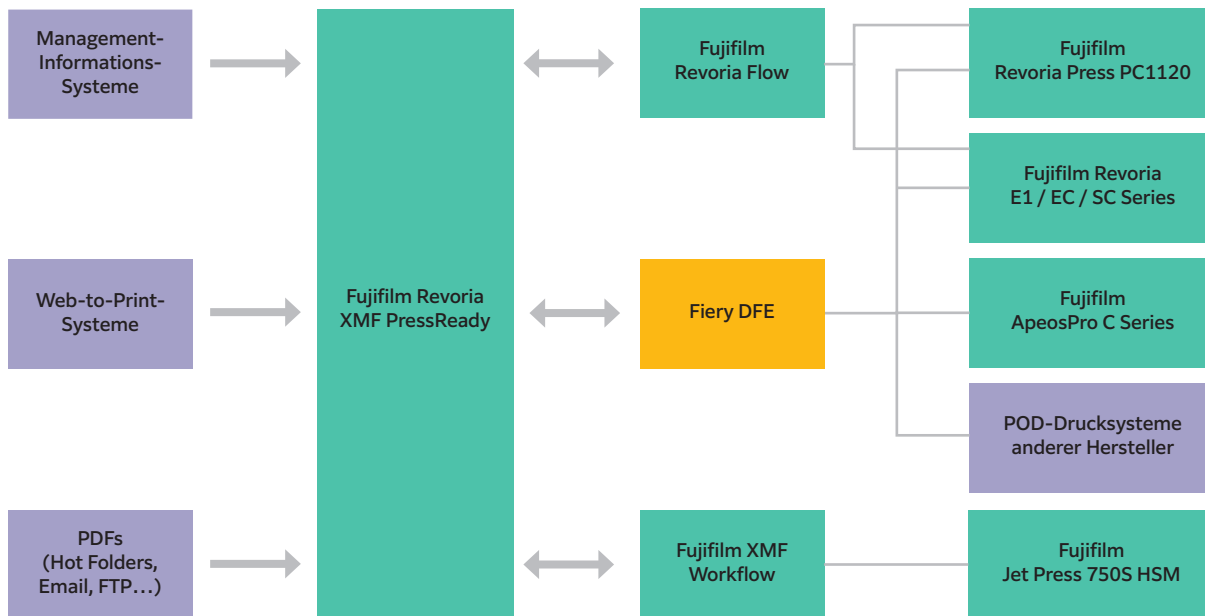 Management-
Informations-
Systeme
Web-to-Print-
Systeme
PDFs
(Hot Folders,
Email, FTP...)
Fujifilm Revoria
XMF PressReady
Fujifilm
Revoria Flow
Fiery DFE
Fujifilm XMF
Workflow
Fujifilm
Revoria Press PC1120
Fujifilm Revoria
E1 / EC / SC Series
Fujifilm
ApeosPro C Series
POD-Drucksysteme
anderer Hersteller
Fujifilm
Jet Press 750S HSM